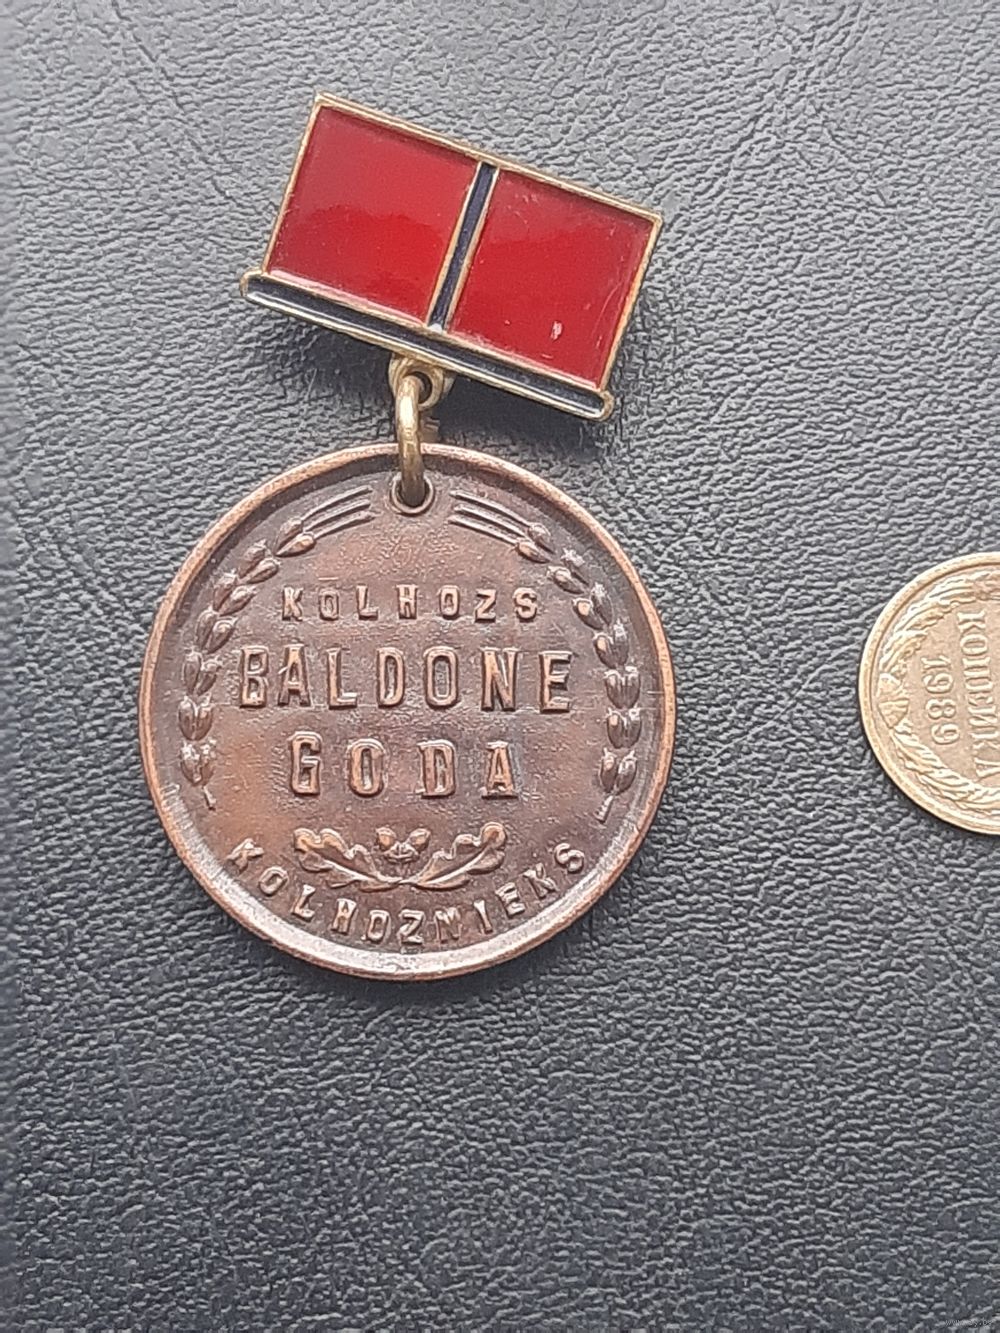 KOLHOZS
BALDONE
GODA
KOLHOZNIEKS
КОПЕЙКА
1989